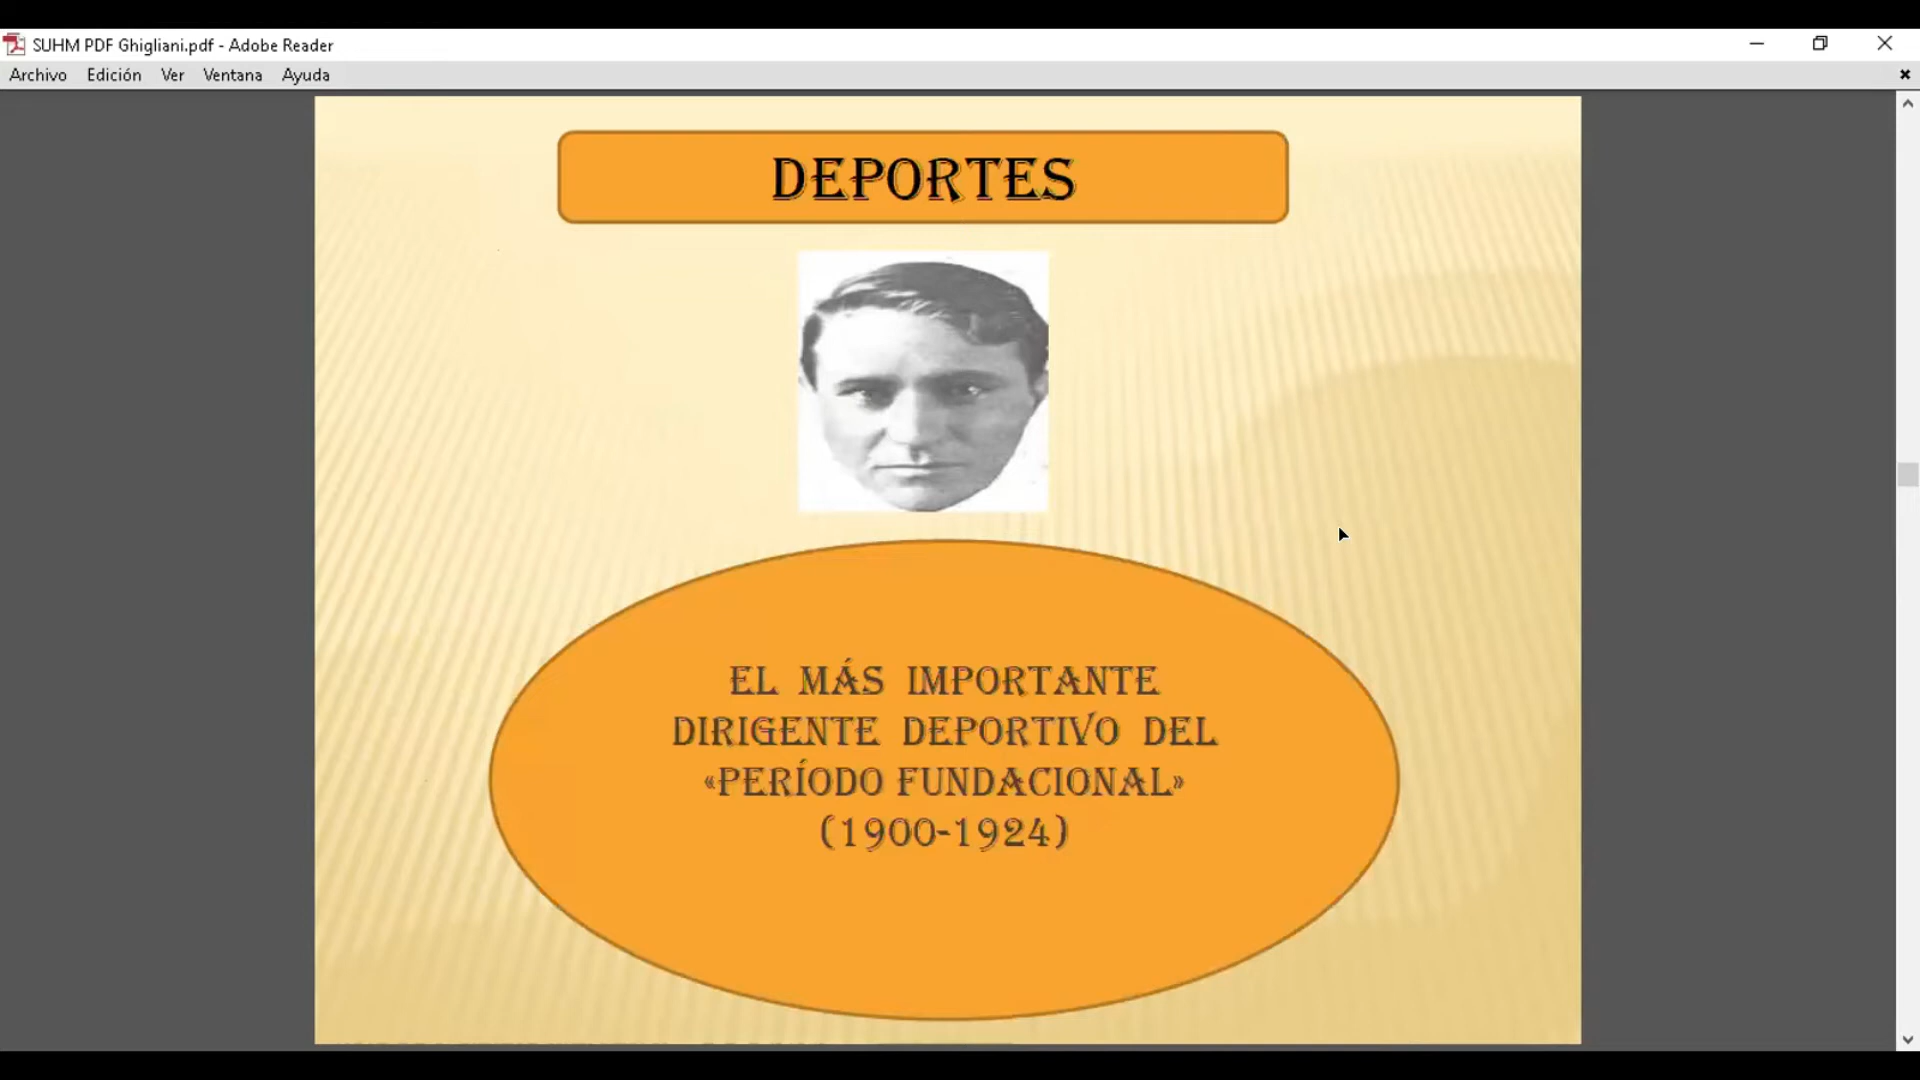 SUHM PDF Ghigliani.pdf - Adobe Reader
Archivo Edición Ver Ventana Ayuda
DEPORTES
EL MÁS IMPORTANTE
DIRIGENTE DEPORTIVO DEL
«PERÍODO FUNDACIONAL»
(1900-1924)